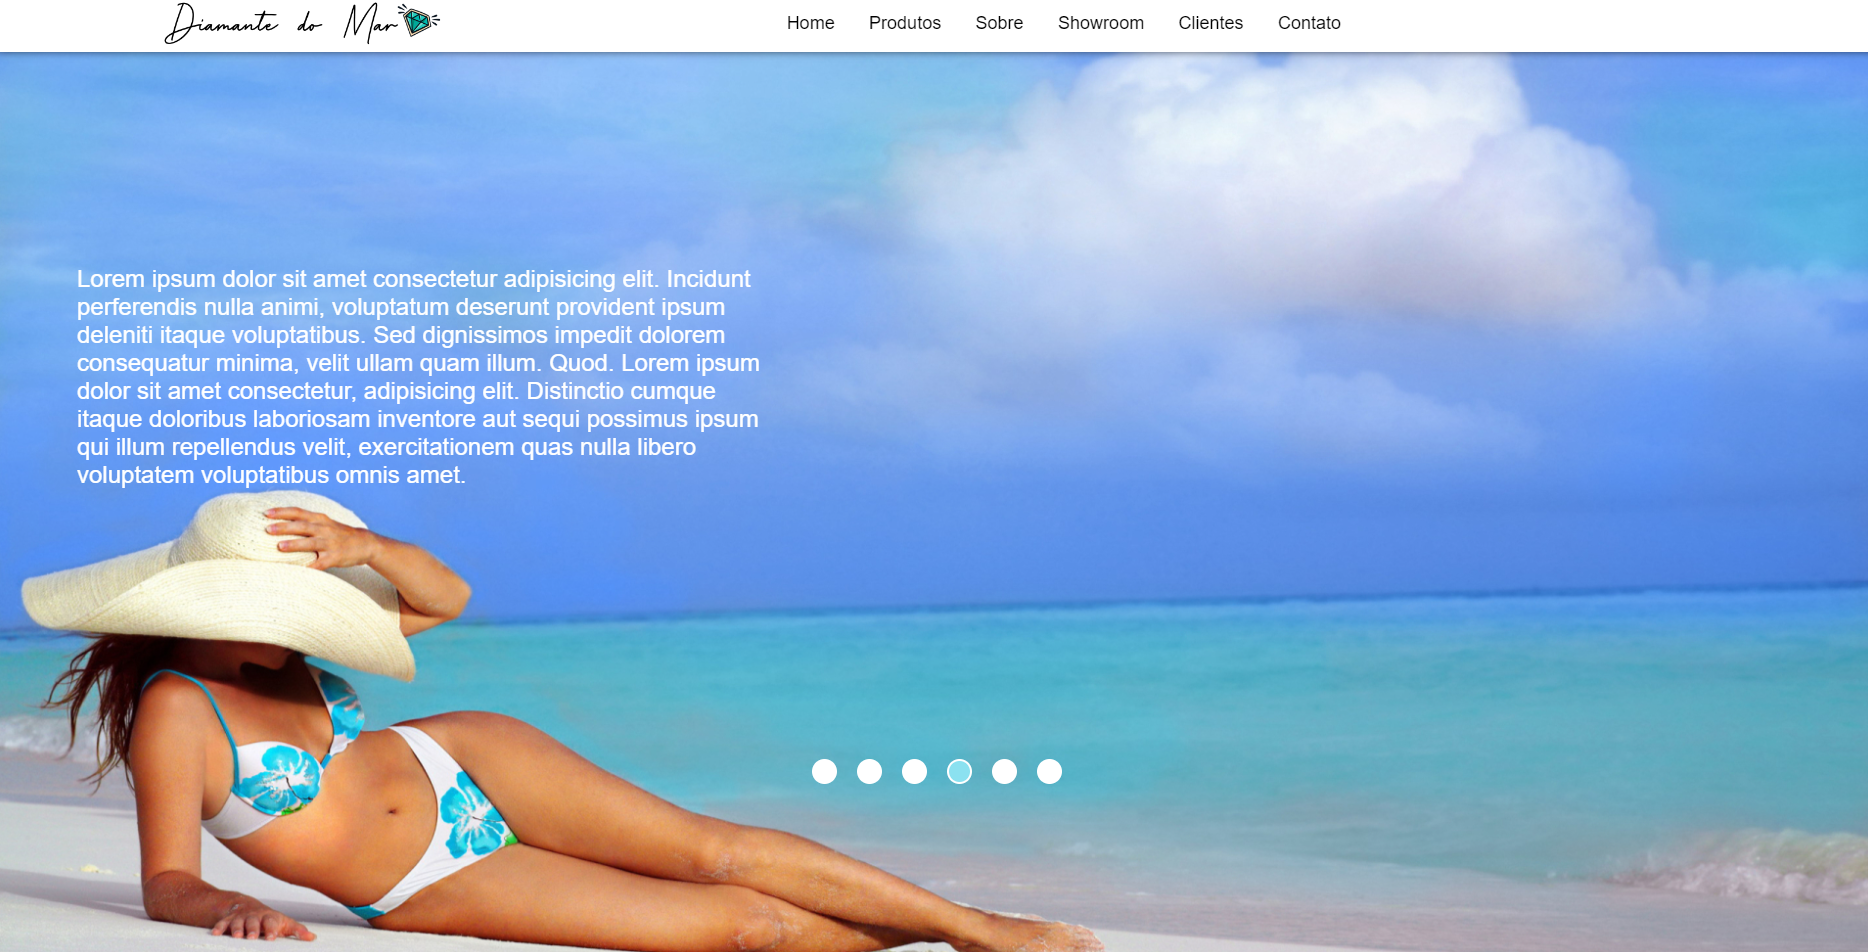 Diamante do Mar
Home Produtos Sobre Showroom Clientes Contato
Lorem ipsum dolor sit amet consectetur adipisicing elit. Incidunt
perferendis nulla animi, voluptatum deserunt provident ipsum
deleniti itaque voluptatibus. Sed dignissimos impedit dolorem
consequatur minima, velit ullam quam illum. Quod. Lorem ipsum
dolor sit amet consectetur, adipisicing elit. Distinctio cumque
itaque doloribus laboriosam inventore aut sequi possimus ipsum
qui illum repellendus velit, exercitationem quas nulla libero
voluptatem voluptatibus omnis amet.